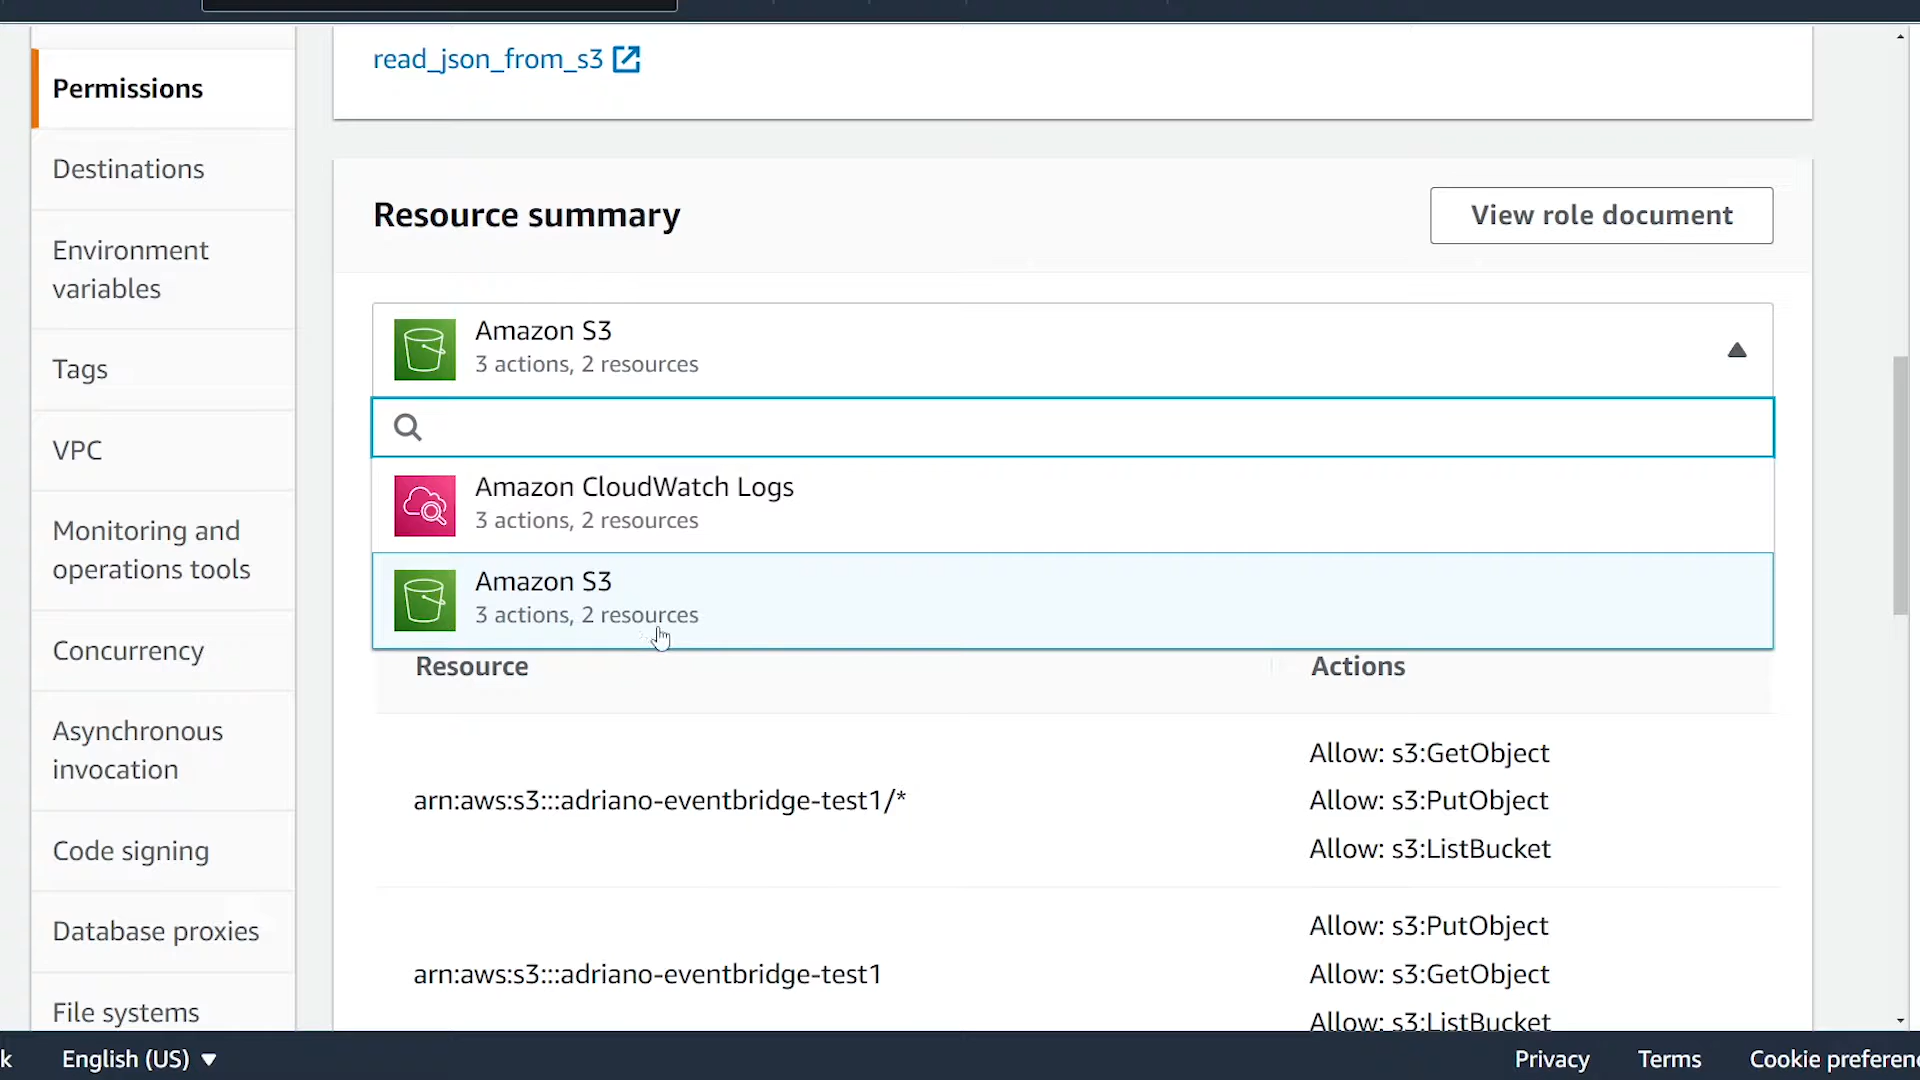 read_json_from_s3
Permissions
Destinations
Environment
variables
Tags
VPC
Monitoring and
operations tools
Concurrency
Asynchronous
invocation
Code signing
Database proxies
File systems
Resource summary
View role document
Amazon S3
3 actions, 2 resources
Amazon CloudWatch Logs
3 actions, 2 resources
Amazon S3
3 actions, 2 resources
Resource
Actions
arn:aws:s3:::adriano-eventbridge-test1/*
Allow: s3:GetObject
Allow: s3:PutObject
Allow: s3:ListBucket
arn:aws:s3:::adriano-eventbridge-test1
Allow: s3:PutObject
Allow: s3:GetObject
Allow: s3:ListBucket
k
English (US)
Privacy
Terms
Cookie preferen